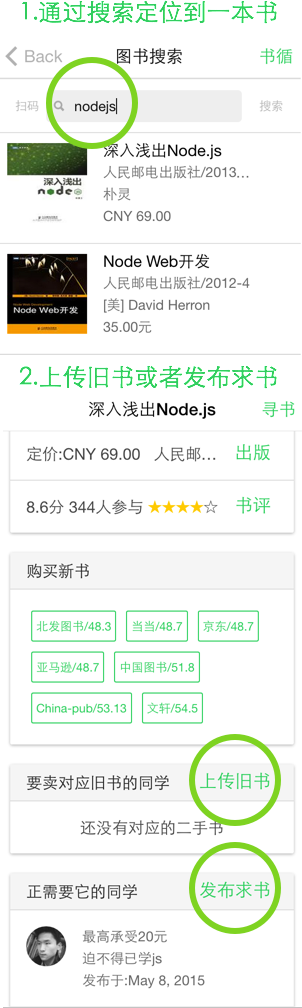 1.通过搜索定位到一本书
Back 图书搜索 书循
扫码 nodejs 搜索
深入浅出Node.js
人民邮电出版社/2013...
朴灵
CNY 69.00
深入浅出
node
Node Web开发
人民邮电出版社/2012-4
[美] David Herron
35.00元
Node Web 开发
2.上传旧书或者发布求书
深入浅出Node.js 寻书
定价:CNY 69.00 人民邮... 出版
8.6分 344人参与 ★★★★☆ 书评
购买新书
北发图书/48.3 当当/48.7 京东/48.7
亚马逊/48.7 中国图书/51.8
China-pub/53.13 文轩/54.5
要卖对应旧书的同学 上传旧书
还没有对应的二手书
正需要它的同学 发布求书
最高承受20元
迫不得已学js
发布于:May 8, 2015